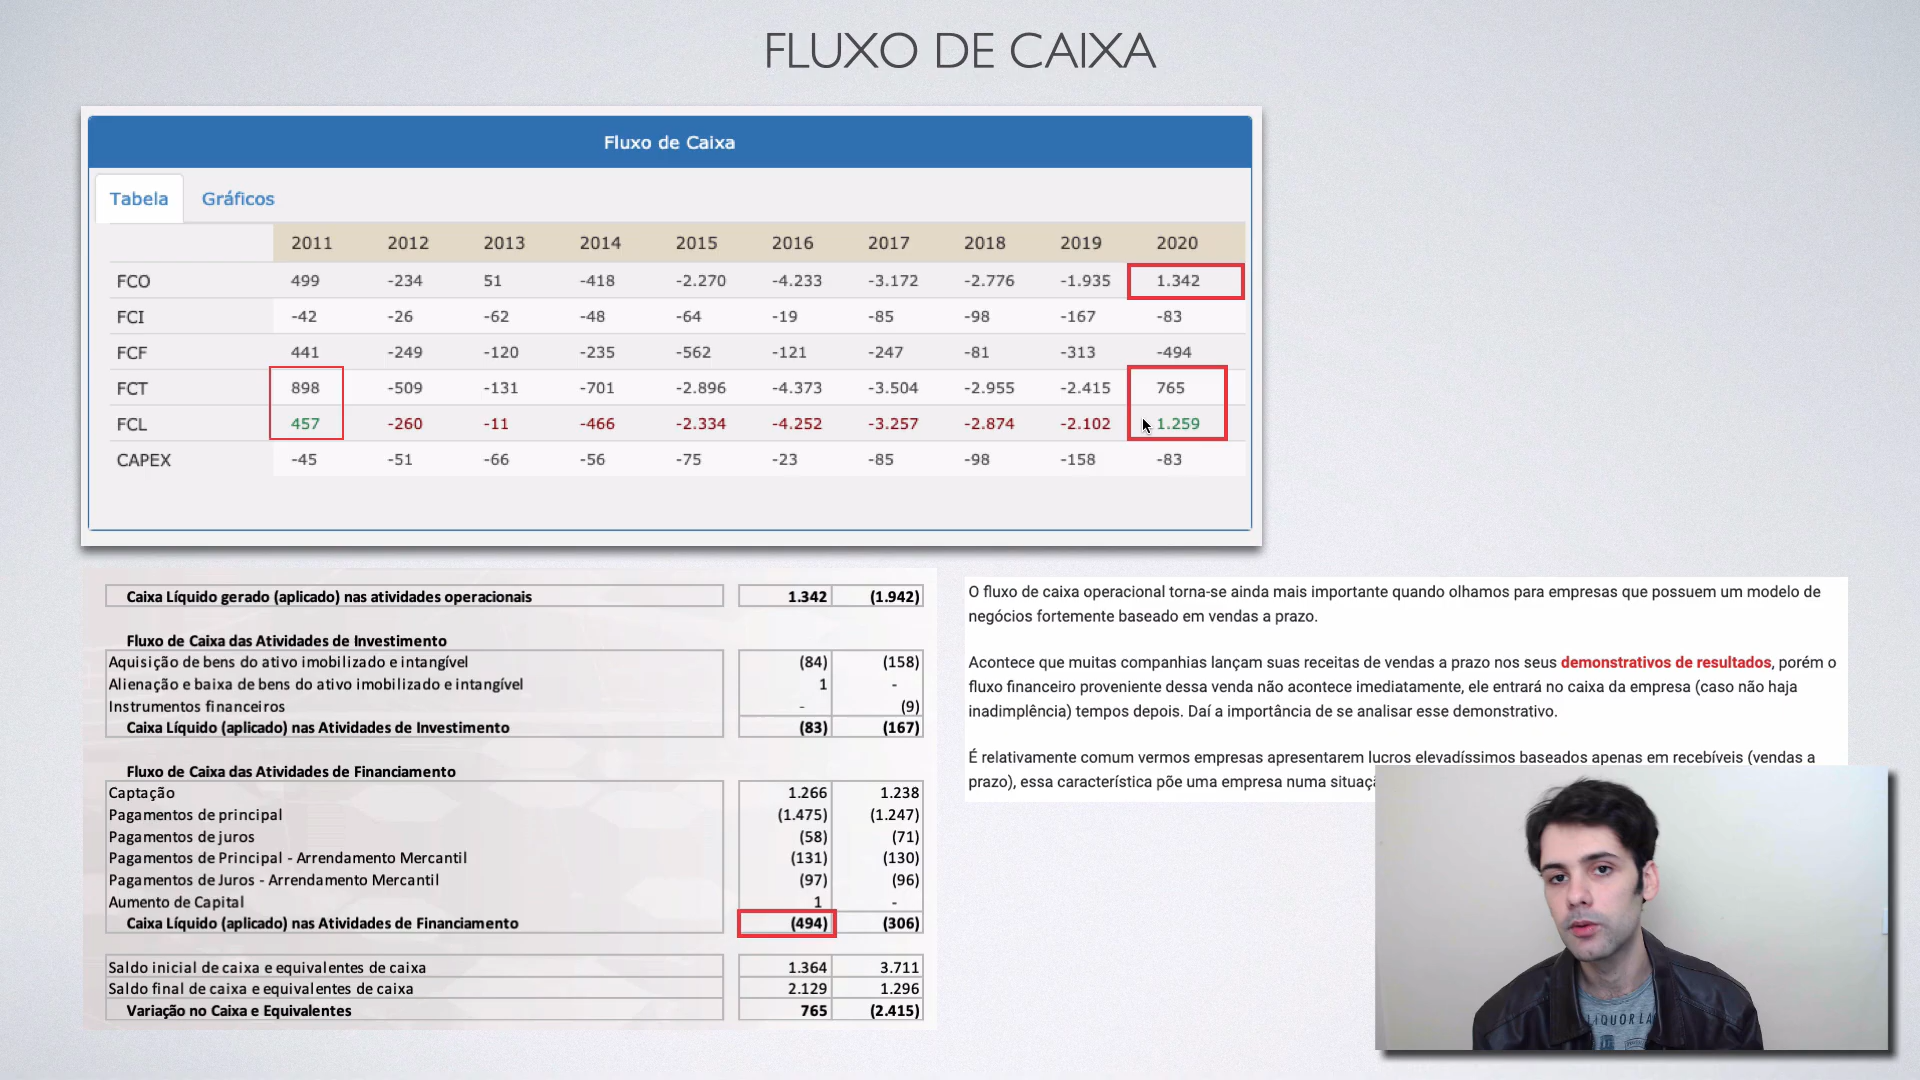 FLUXO DE CAIXA
Fluxo de Caixa
Tabela Gráficos
2011 2012 2013 2014 2015 2016 2017 2018 2019 2020
FCO 499 -234 51 -418 -2.270 -4.233 -3.172 -2.776 -1.935 1.342
FCI -42 -26 -62 -48 -64 -19 -85 -98 -167 -83
FCF 441 -249 -120 -235 -562 -121 -247 -81 -313 -494
FCT 898 -509 -131 -701 -2.896 -4.373 -3.504 -2.955 -2.415 765
FCL 457 -260 -11 -466 -2.334 -4.252 -3.257 -2.874 -2.102 1.259
CAPEX -45 -51 -66 -56 -75 -23 -85 -98 -158 -83
Caixa Líquido gerado (aplicado) nas atividades operacionais 1.342 (1.942)
Fluxo de Caixa das Atividades de Investimento
Aquisição de bens do ativo imobilizado e intangível (84) (158)
Alienação e baixa de bens do ativo imobilizado e intangível 1 -
Instrumentos financeiros - (9)
Caixa Líquido (aplicado) nas Atividades de Investimento (83) (167)
Fluxo de Caixa das Atividades de Financiamento
Captação 1.266 1.238
Pagamentos de principal (1.475) (1.247)
Pagamentos de juros (58) (71)
Pagamentos de Principal - Arrendamento Mercantil (131) (130)
Pagamentos de Juros - Arrendamento Mercantil (97) (96)
Aumento de Capital 1 -
Caixa Líquido (aplicado) nas Atividades de Financiamento (494) (306)
Saldo inicial de caixa e equivalentes de caixa 1.364 3.711
Saldo final de caixa e equivalentes de caixa 2.129 1.296
Variação no Caixa e Equivalentes 765 (2.415)
O fluxo de caixa operacional torna-se ainda mais importante quando olhamos para empresas que possuem um modelo de
negócios fortemente baseado em vendas a prazo.
Acontece que muitas companhias lançam suas receitas de vendas a prazo nos seus demonstrativos de resultados, porém o
fluxo financeiro proveniente dessa venda não acontece imediatamente, ele entrará no caixa da empresa (caso não haja
inadimplência) tempos depois. Daí a importância de se analisar esse demonstrativo.
É relativamente comum vermos empresas apresentarem lucros elevadíssimos baseados apenas em recebíveis (vendas a
prazo), essa característica põe uma empresa numa
LIQUOR LA